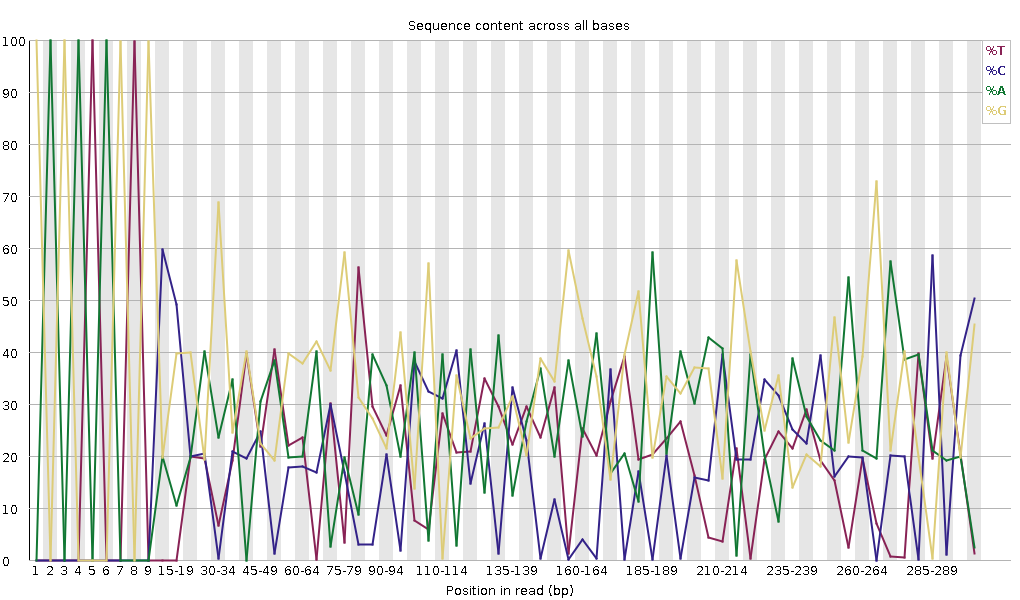 Sequence content across all bases
100
90
80
70
60
50
40
30
20
10
0
%T
%C
%A
%G
1 2 3 4 5 6 7 8 9 15-19 30-34 45-49 60-64 75-79 90-94 110-114 135-139 160-164 185-189 210-214 235-239 260-264 285-289
Position in read (bp)